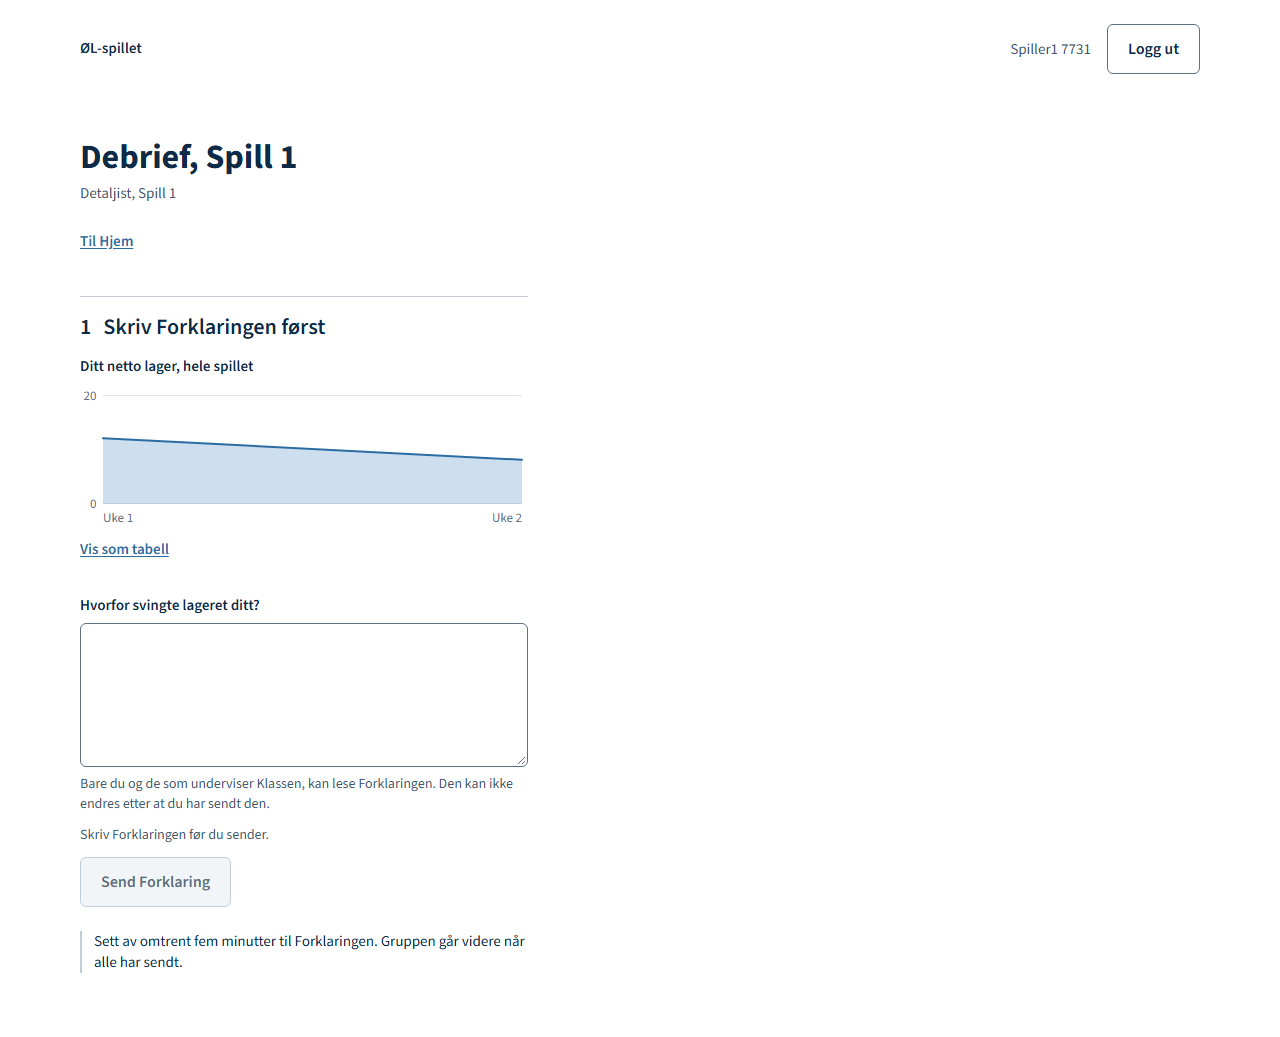 ØL-spillet
Spiller1 7731
Logg ut
Debrief, Spill 1
Detaljist, Spill 1
Til Hjem
1 Skriv Forklaringen først
Ditt netto lager, hele spillet
20
0
Uke 1
Uke 2
Vis som tabell
Hvorfor svingte lageret ditt?
Bare du og de som underviser Klassen, kan lese Forklaringen. Den kan ikke
endres etter at du har sendt den.
Skriv Forklaringen før du sender.
Send Forklaring
Sett av omtrent fem minutter til Forklaringen. Gruppen går videre når
alle har sendt.